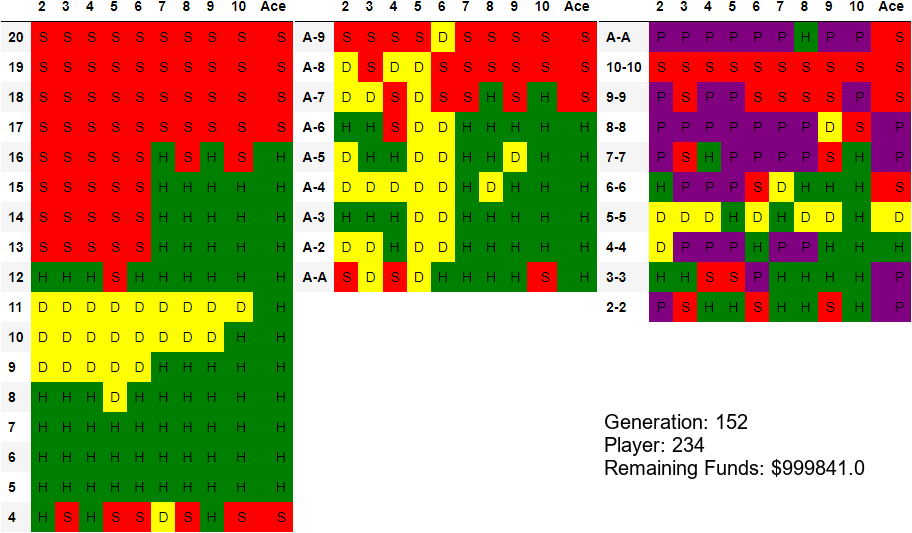 2 3 4 5 6 7 8 9 10 Ace
20 S S S S S S S S S S
19 S S S S S S S S S S
18 S S S S S S S S S S
17 S S S S S S S S S S
16 S S S S S H S H S H
15 S S S S S H H H H H
14 S S S S S H H H H H
13 S S S S S H H H H H
12 H H H S H H H H H H
11 D D D D D D D D D H
10 D D D D D D D D H H
9 D D D D D H H H H H
8 H H H D H H H H H H
7 H H H H H H H H H H
6 H H H H H H H H H H
5 H H H H H H H H H H
4 H S H S S D S H S S
2 3 4 5 6 7 8 9 10 Ace
A-9 S S S S D S S S S S
A-8 D S D D S S S S S S
A-7 D D S D S S H S H S
A-6 H H S D D H H H H H
A-5 D H H D D H H D H H
A-4 D D D D D H D H H H
A-3 H H H D D H H H H H
A-2 D D H D D H H H H H
A-A S D S D H H H H S H
2 3 4 5 6 7 8 9 10 Ace
A-A P P P P P P H P P S
10-10 S S S S S S S S S S
9-9 P S P P S S S S P S
8-8 P P P P P P P D S P
7-7 P S H P P P P S H P
6-6 H P P P S D H H H S
5-5 D D D H D H D D H D
4-4 D P P P H P P H H H
3-3 H H S S P H H H H P
2-2 P S H H S H H S H P
Generation: 152
Player: 234
Remaining Funds: $999841.0